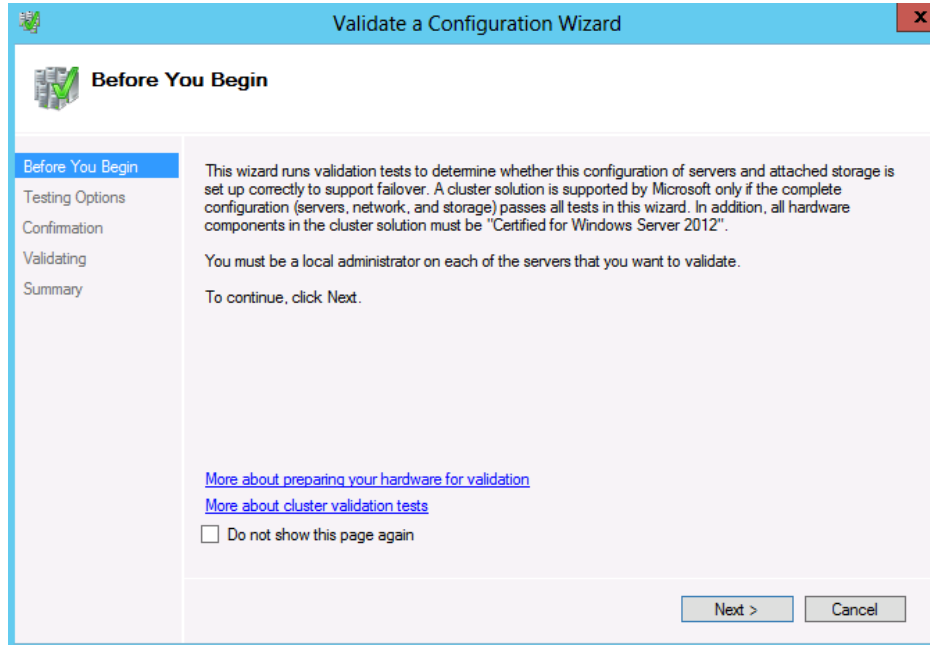 Validate a Configuration Wizard
x
Before You Begin
Before You Begin
Testing Options
Confirmation
Validating
Summary
This wizard runs validation tests to determine whether this configuration of servers and attached storage is
set up correctly to support failover. A cluster solution is supported by Microsoft only if the complete
configuration (servers, network, and storage) passes all tests in this wizard. In addition, all hardware
components in the cluster solution must be "Certified for Windows Server 2012".
You must be a local administrator on each of the servers that you want to validate.
To continue, click Next.
More about preparing your hardware for validation
More about cluster validation tests
Do not show this page again
Next >
Cancel